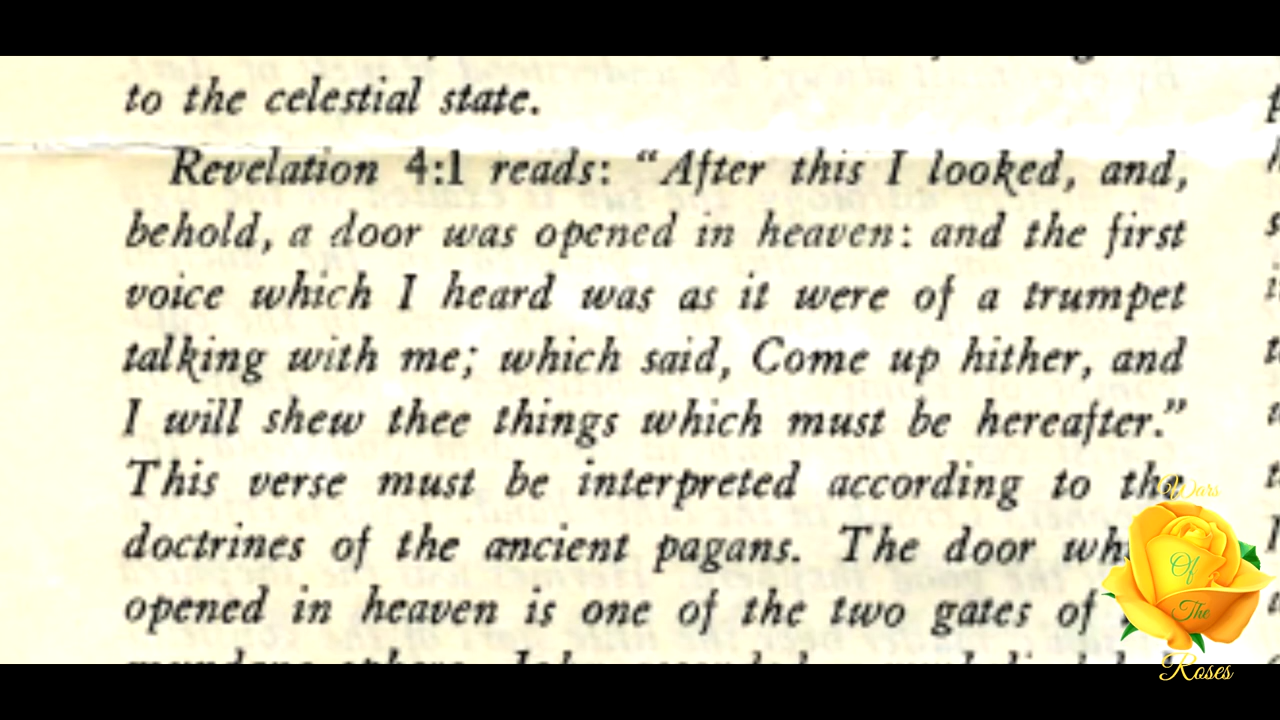 to the celestial state.
Revelation 4:1 reads: “After this I looked, and,
behold, a door was opened in heaven: and the first
voice which I heard was as it were of a trumpet
talking with me; which said, Come up hither, and
I will shew thee things which must be hereafter.”
This verse must be interpreted according to the
doctrines of the ancient pagans. The door
opened in heaven is one of the two gates of
Wars
Of
The
Roses